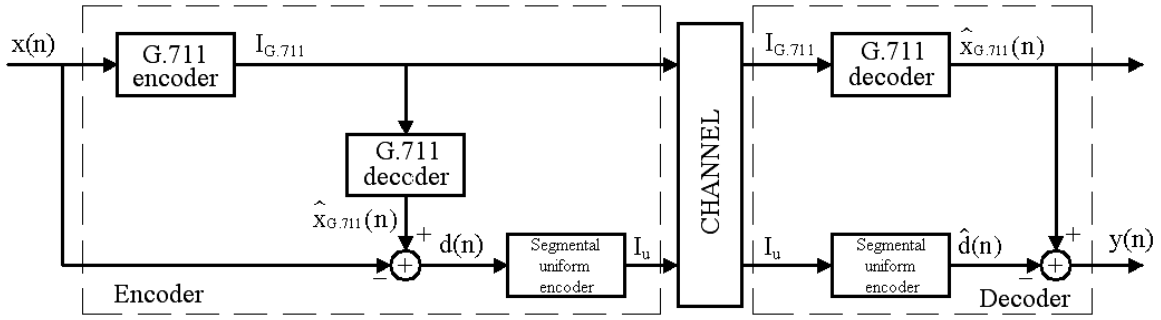 x(n)
G.711
encoder
I_G.711
G.711
decoder
x̂_G.711(n)
+
−
+
d(n)
Segmental
uniform
encoder
I_u
Encoder
CHANNEL
I_G.711
G.711
decoder
x̂_G.711(n)
I_u
Segmental
uniform
encoder
d̂(n)
+
−
+
y(n)
Decoder